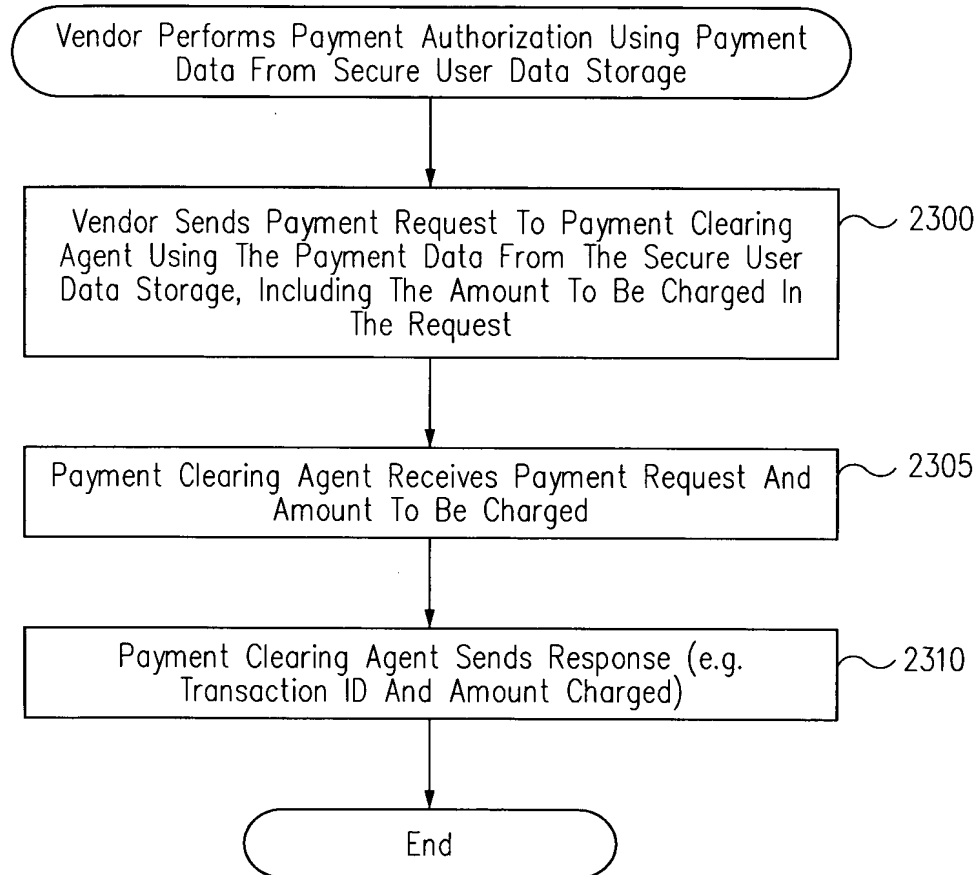 Vendor Performs Payment Authorization Using Payment
Data From Secure User Data Storage
Vendor Sends Payment Request To Payment Clearing
Agent Using The Payment Data From The Secure User
Data Storage, Including The Amount To Be Charged In
The Request
2300
Payment Clearing Agent Receives Payment Request And
Amount To Be Charged
2305
Payment Clearing Agent Sends Response (e.g.
Transaction ID And Amount Charged)
2310
End